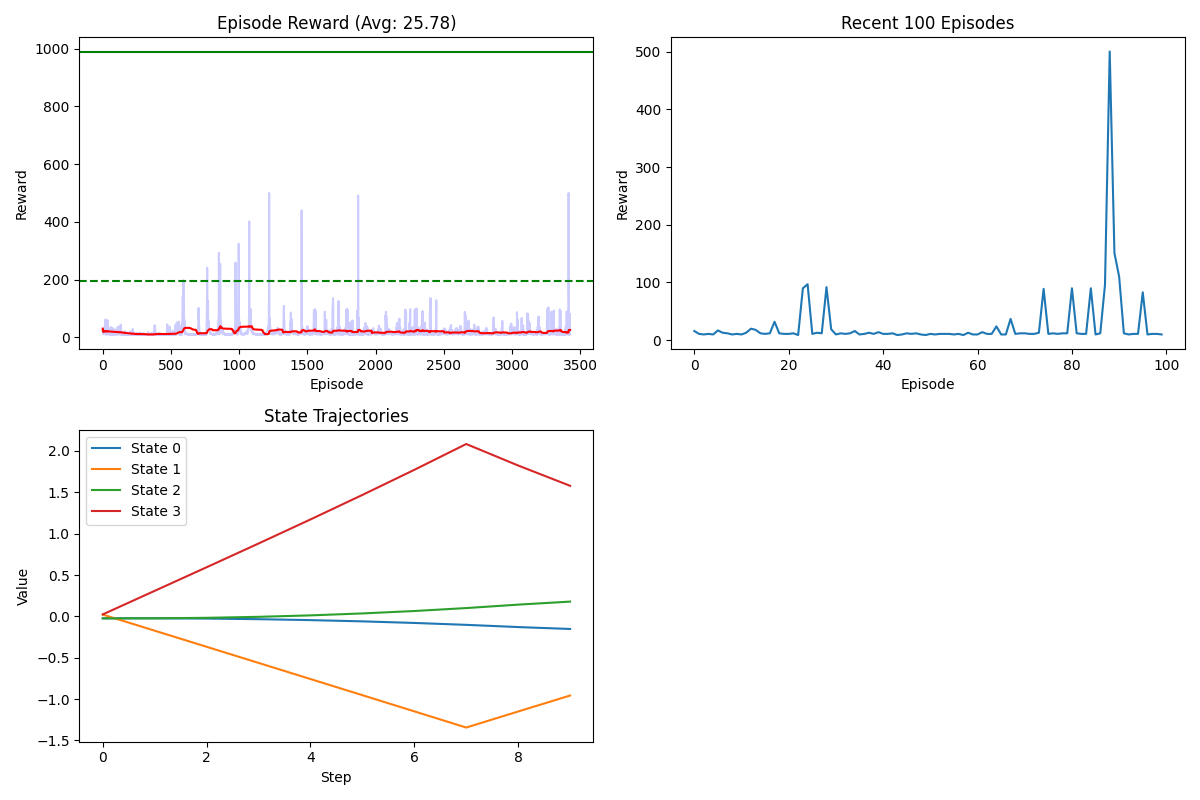 Episode Reward (Avg: 25.78)
Reward
1000
800
600
400
200
0
0 500 1000 1500 2000 2500 3000 3500
Episode
Recent 100 Episodes
Reward
500
400
300
200
100
0
0 20 40 60 80 100
Episode
State Trajectories
Value
2.0
1.5
1.0
0.5
0.0
−0.5
−1.0
−1.5
State 0
State 1
State 2
State 3
0 2 4 6 8
Step